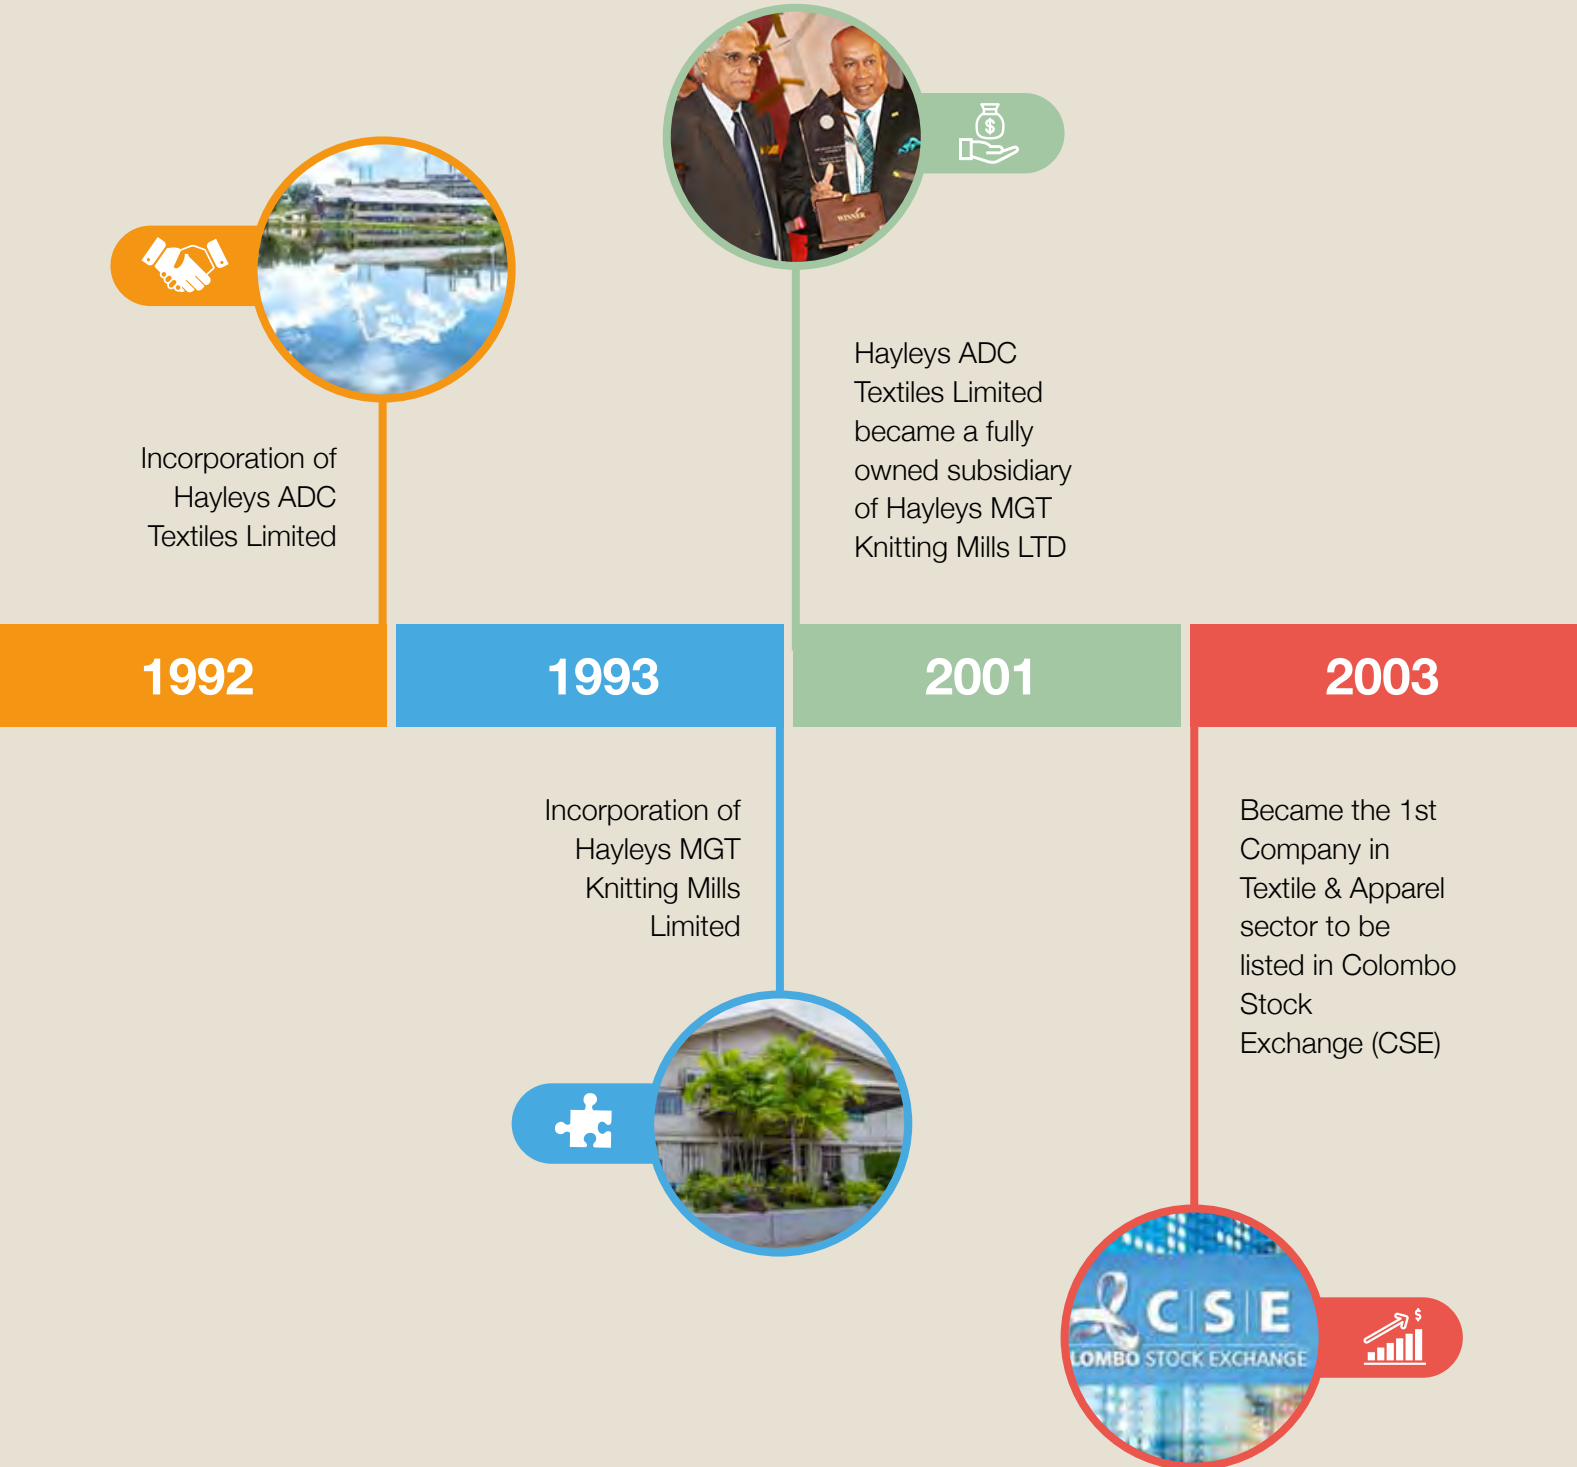 WINNER
$
Incorporation of
Hayleys ADC
Textiles Limited
Hayleys ADC
Textiles Limited
became a fully
owned subsidiary
of Hayleys MGT
Knitting Mills LTD
1992
1993
2001
2003
Incorporation of
Hayleys MGT
Knitting Mills
Limited
Became the 1st
Company in
Textile & Apparel
sector to be
listed in Colombo
Stock
Exchange (CSE)
C|S|E
LOMBO STOCK EXCHANGE
$